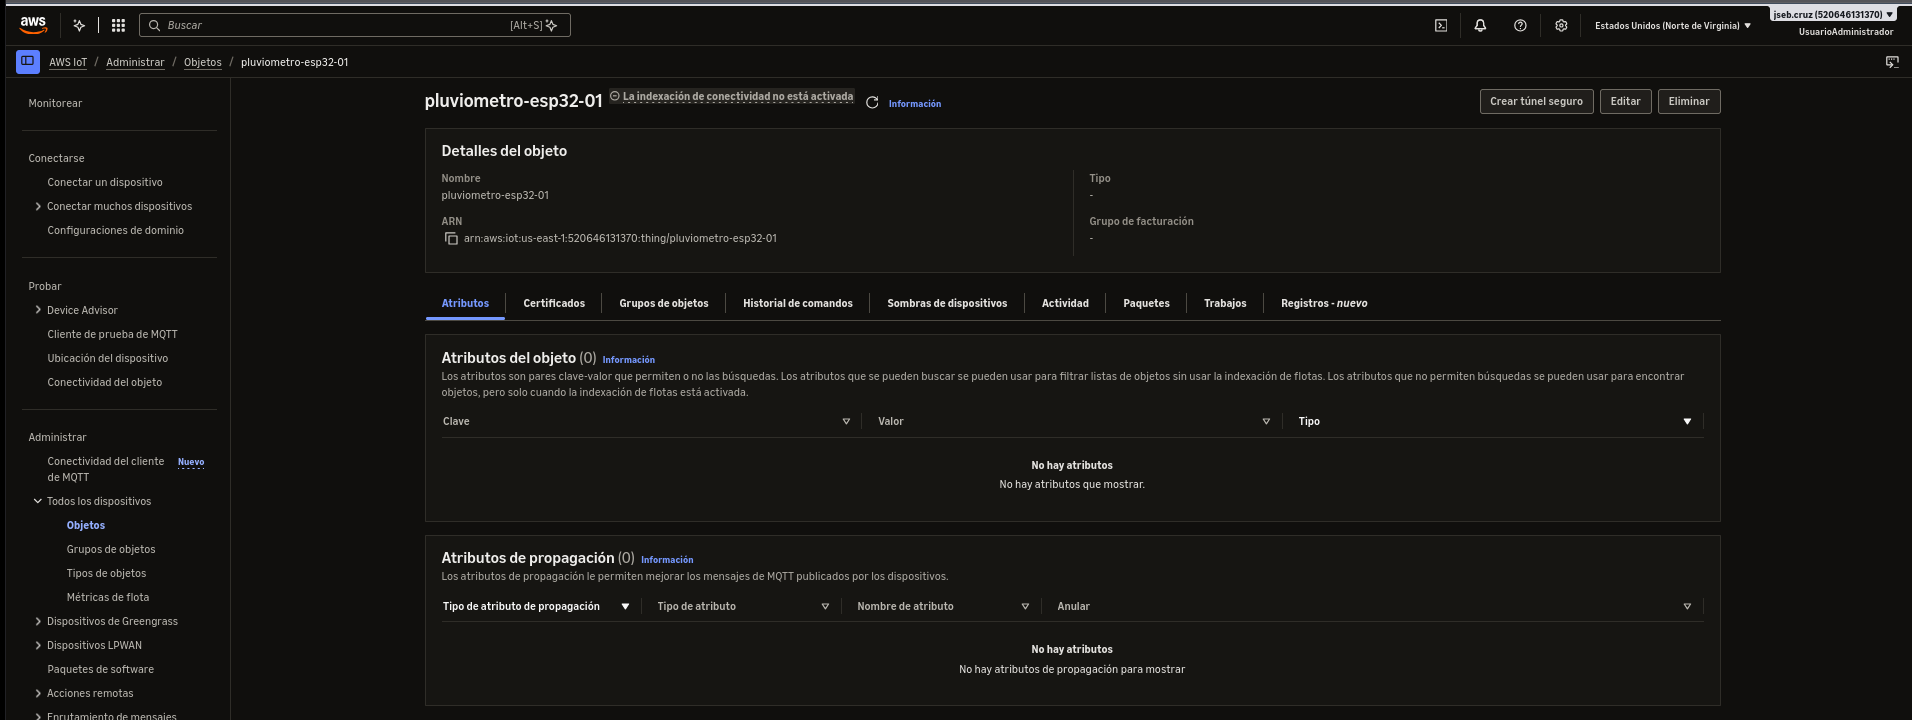 aws
Buscar
[Alt+S]
Estados Unidos (Norte de Virginia)
jseb.cruz (520646131370)
UsuarioAdministrador
AWS IoT / Administrar / Objetos / pluviometro-esp32-01
Monitorear
Conectarse
Conectar un dispositivo
Conectar muchos dispositivos
Configuraciones de dominio
Probar
Device Advisor
Cliente de prueba de MQTT
Ubicación del dispositivo
Conectividad del objeto
Administrar
Conectividad del cliente
de MQTT
Nuevo
Todos los dispositivos
Objetos
Grupos de objetos
Tipos de objetos
Métricas de flota
Dispositivos de Greengrass
Dispositivos LPWAN
Paquetes de software
Acciones remotas
Enrutamiento de mensajes
pluviometro-esp32-01 La indexación de conectividad no está activada Información
Crear túnel seguro Editar Eliminar
Detalles del objeto
Nombre
pluviometro-esp32-01
ARN
arn:aws:iot:us-east-1:520646131370:thing/pluviometro-esp32-01
Tipo
-
Grupo de facturación
-
Atributos Certificados Grupos de objetos Historial de comandos Sombras de dispositivos Actividad Paquetes Trabajos Registros - nuevo
Atributos del objeto (0) Información
Los atributos son pares clave-valor que permiten o no las búsquedas. Los atributos que se pueden buscar se pueden usar para filtrar listas de objetos sin usar la indexación de flotas. Los atributos que no permiten búsquedas se pueden usar para encontrar
objetos, pero solo cuando la indexación de flotas está activada.
Clave Valor Tipo
No hay atributos
No hay atributos que mostrar.
Atributos de propagación (0) Información
Los atributos de propagación le permiten mejorar los mensajes de MQTT publicados por los dispositivos.
Tipo de atributo de propagación Tipo de atributo Nombre de atributo Anular
No hay atributos
No hay atributos de propagación para mostrar